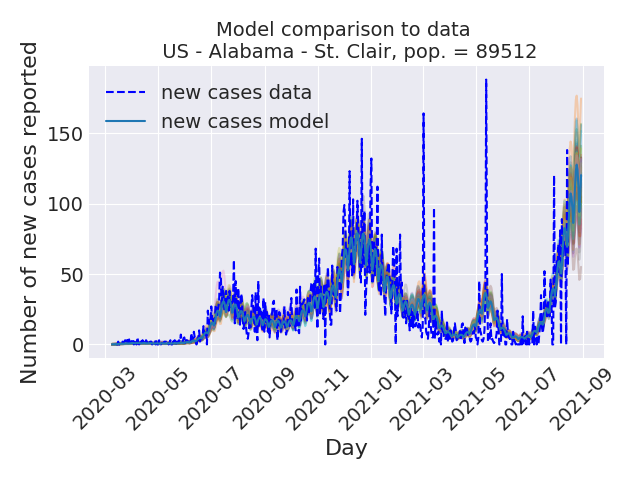 Model comparison to data
US - Alabama - St. Clair, pop. = 89512
Number of new cases reported
new cases data
new cases model
150
100
50
0
2020-03
2020-05
2020-07
2020-09
2020-11
2021-01
2021-03
2021-05
2021-07
2021-09
Day